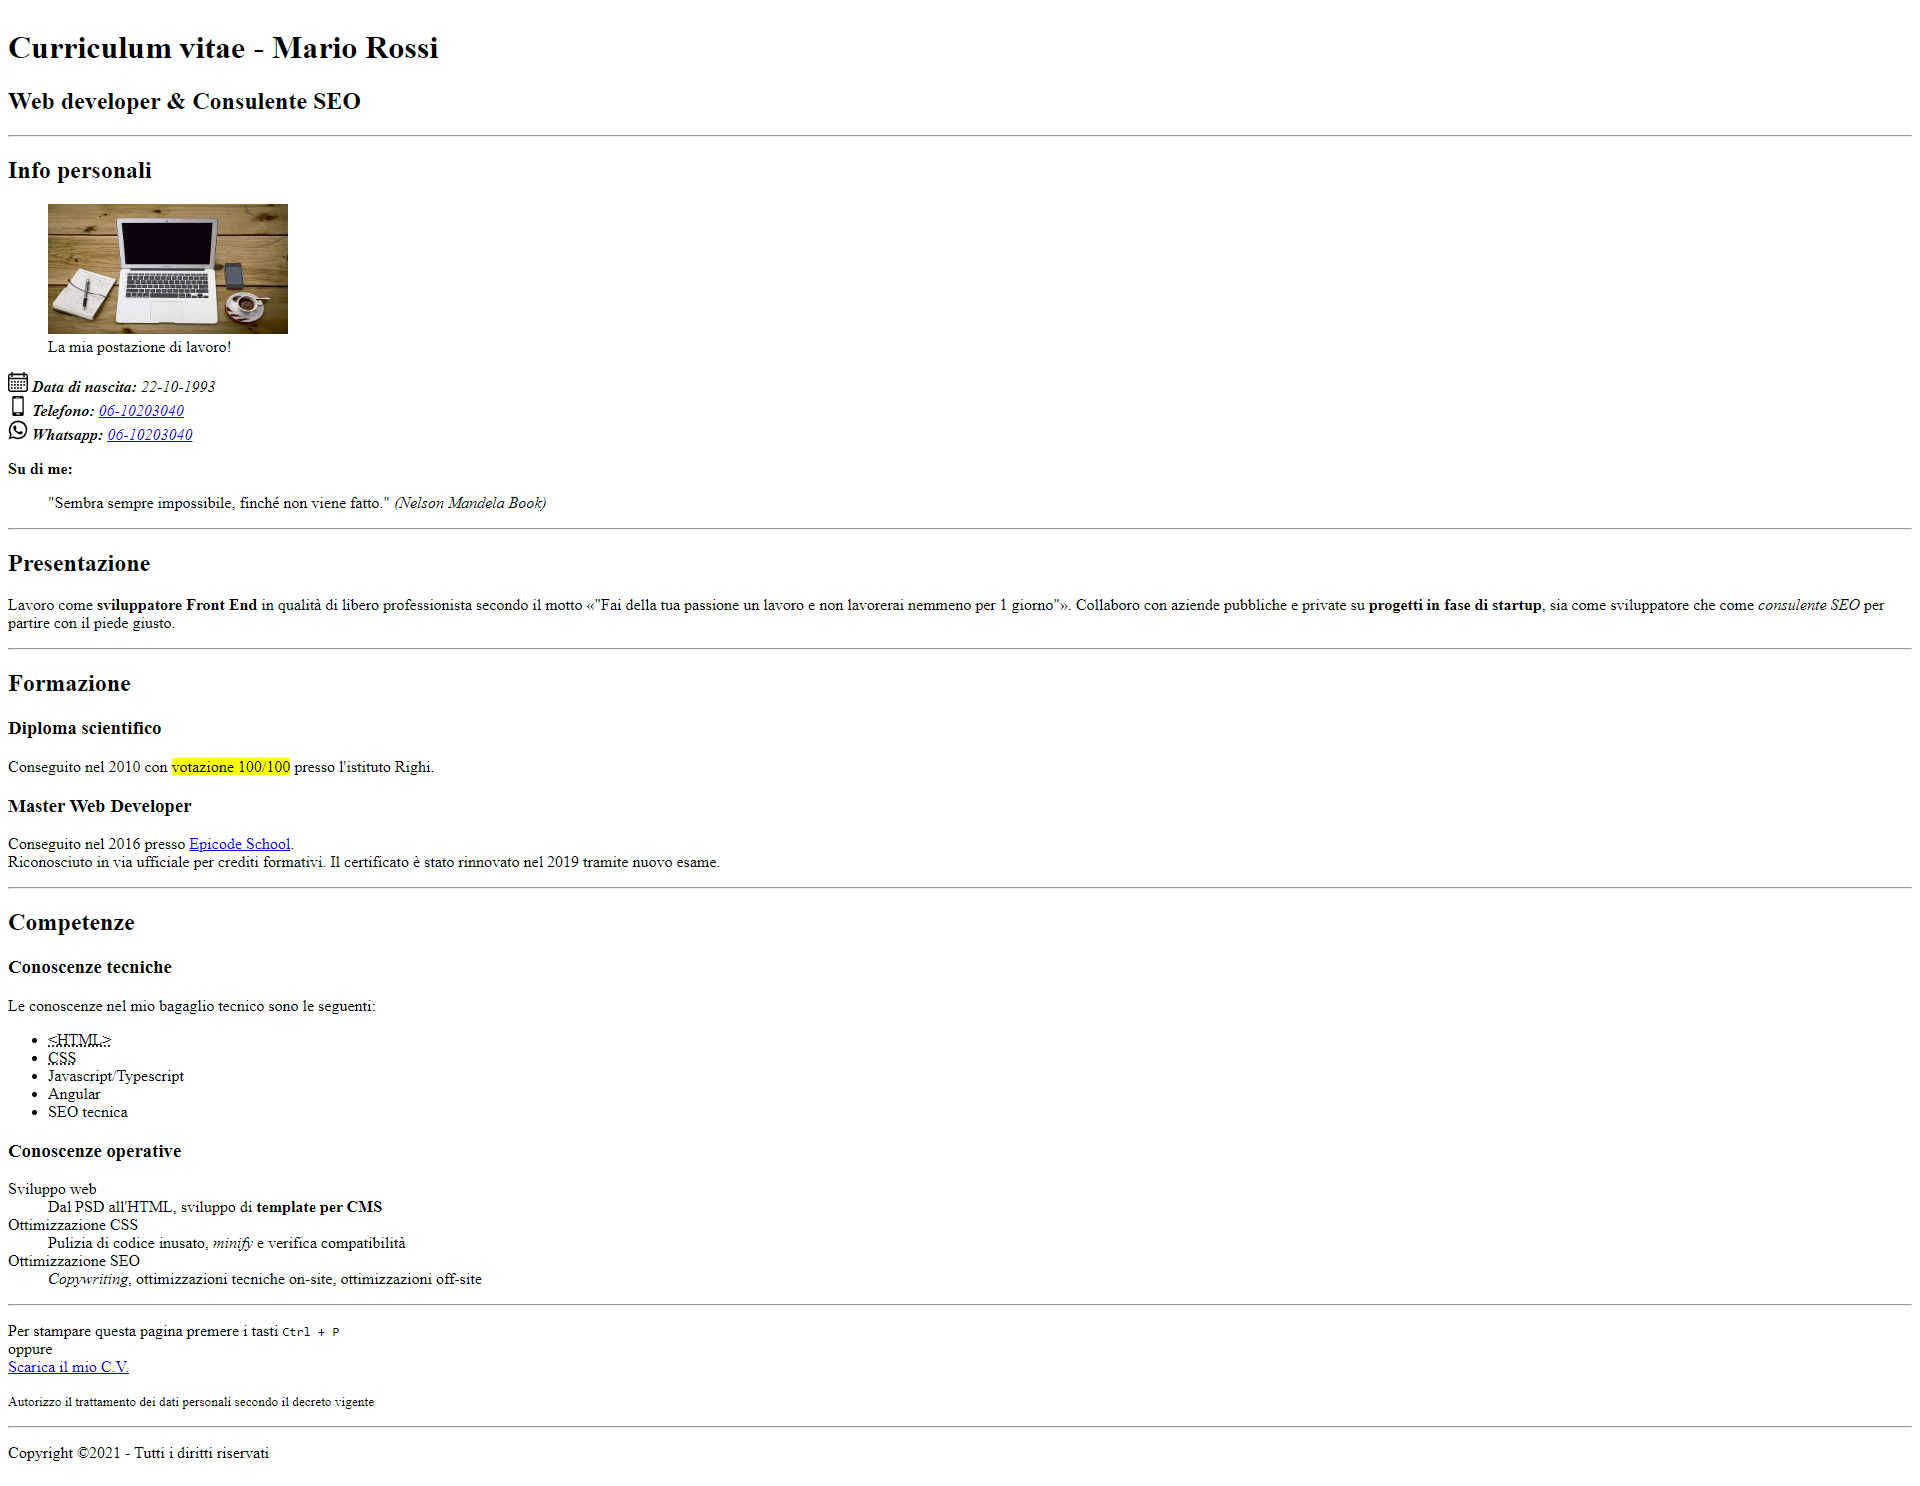 Curriculum vitae - Mario Rossi
Web developer & Consulente SEO
Info personali
La mia postazione di lavoro!
Data di nascita: 22-10-1993
Telefono: 06-10203040
Whatsapp: 06-10203040
Su di me:
"Sembra sempre impossibile, finché non viene fatto." (Nelson Mandela Book)
Presentazione
Lavoro come sviluppatore Front End in qualità di libero professionista secondo il motto «"Fai della tua passione un lavoro e non lavorerai nemmeno per 1 giorno"». Collaboro con aziende pubbliche e private su progetti in fase di startup, sia come sviluppatore che come consulente SEO per
partire con il piede giusto.
Formazione
Diploma scientifico
Conseguito nel 2010 con votazione 100/100 presso l'istituto Righi.
Master Web Developer
Conseguito nel 2016 presso Epicode School.
Riconosciuto in via ufficiale per crediti formativi. Il certificato è stato rinnovato nel 2019 tramite nuovo esame.
Competenze
Conoscenze tecniche
Le conoscenze nel mio bagaglio tecnico sono le seguenti:
• <HTML>
• CSS
• Javascript/Typescript
• Angular
• SEO tecnica
Conoscenze operative
Sviluppo web
Dal PSD all'HTML, sviluppo di template per CMS
Ottimizzazione CSS
Pulizia di codice inusato, minify e verifica compatibilità
Ottimizzazione SEO
Copywriting, ottimizzazioni tecniche on-site, ottimizzazioni off-site
Per stampare questa pagina premere i tasti Ctrl + P
oppure
Scarica il mio C.V.
Autorizzo il trattamento dei dati personali secondo il decreto vigente
Copyright ©2021 - Tutti i diritti riservati